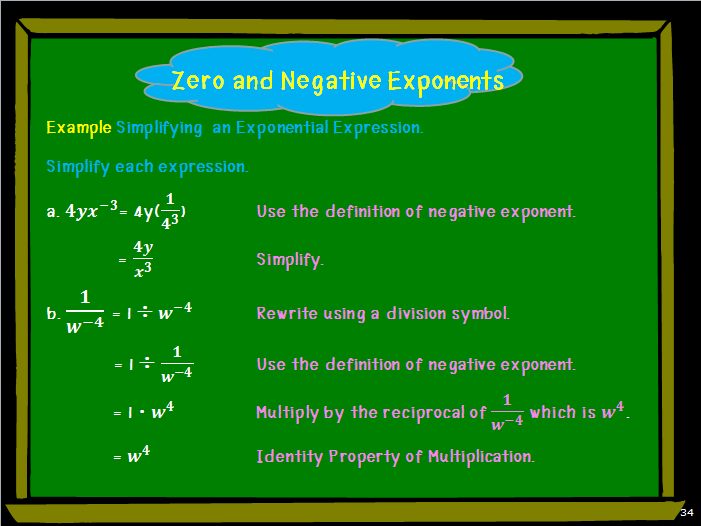 Zero and Negative Exponents
Example Simplifying an Exponential Expression.
Simplify each expression.
a. 4yx⁻³= 4y(1/4³) Use the definition of negative exponent.
= 4y/x³ Simplify.
b. 1/w⁻⁴ = 1 ÷ w⁻⁴ Rewrite using a division symbol.
= 1 ÷ 1/w⁻⁴ Use the definition of negative exponent.
= 1 · w⁴ Multiply by the reciprocal of 1/w⁻⁴ which is w⁴.
= w⁴ Identity Property of Multiplication.
34